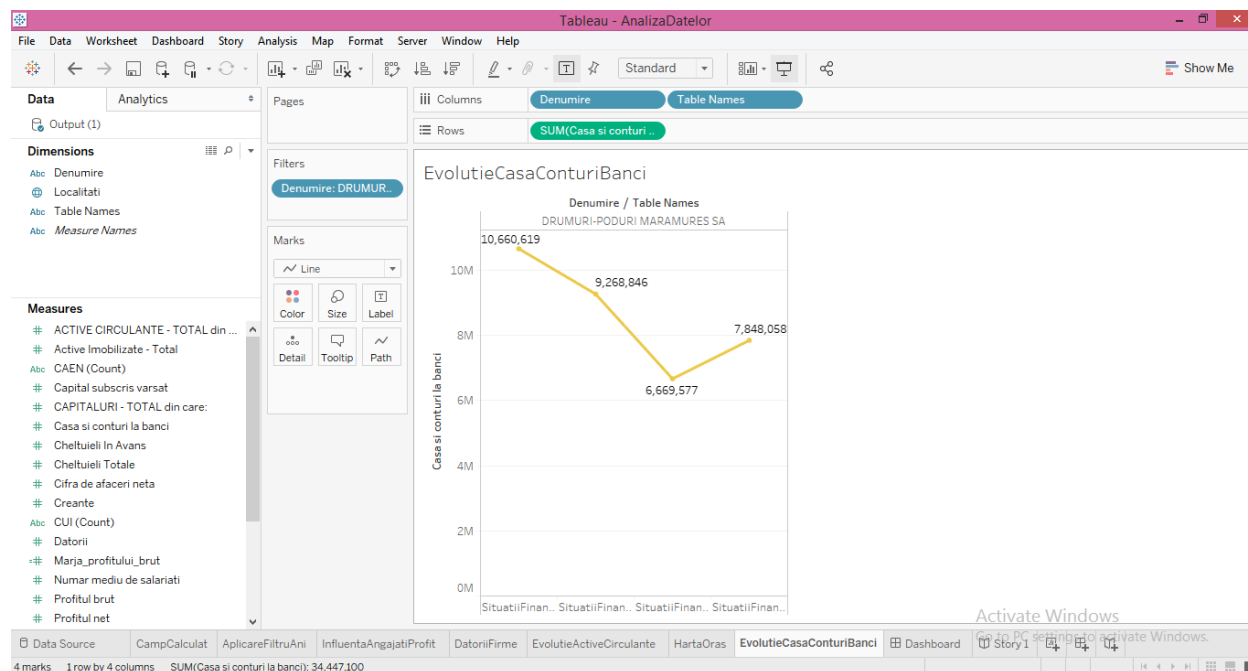 Tableau - AnalizaDatelor
File Data Worksheet Dashboard Story Analysis Map Format Server Window Help
Standard
Show Me
Data Analytics
Output (1)
Dimensions
Abc Denumire
Localitati
Abc Table Names
Abc Measure Names
Measures
# ACTIVE CIRCULANTE - TOTAL din ...
# Active Imobilizate - Total
Abc CAEN (Count)
# Capital subscris varsat
# CAPITALURI - TOTAL din care:
# Casa si conturi la banci
# Cheltuieli In Avans
# Cheltuieli Totale
# Cifra de afaceri neta
# Creante
Abc CUI (Count)
# Datorii
=# Marja_profitului_brut
# Numar mediu de salariati
# Profitul brut
# Profitul net
Pages
Filters
Denumire: DRUMUR..
Marks
Line
Color Size Label
Detail Tooltip Path
Columns Denumire Table Names
Rows SUM(Casa si conturi ..
EvolutieCasaConturiBanci
Denumire / Table Names
DRUMURI-PODURI MARAMURES SA
10,660,619
9,268,846
7,848,058
6,669,577
Casa si conturi la banci
10M
8M
6M
4M
2M
0M
SituatiiFinan.. SituatiiFinan.. SituatiiFinan.. SituatiiFinan..
Activate Windows
Go to PC settings to activate Windows.
Data Source CampCalculat AplicareFiltruAni InfluentaAngajatiProfit DatoriiFirme EvolutieActiveCirculante HartaOras EvolutieCasaConturiBanci Dashboard Story 1
4 marks 1 row by 4 columns SUM(Casa si conturi la banci): 34,447,100